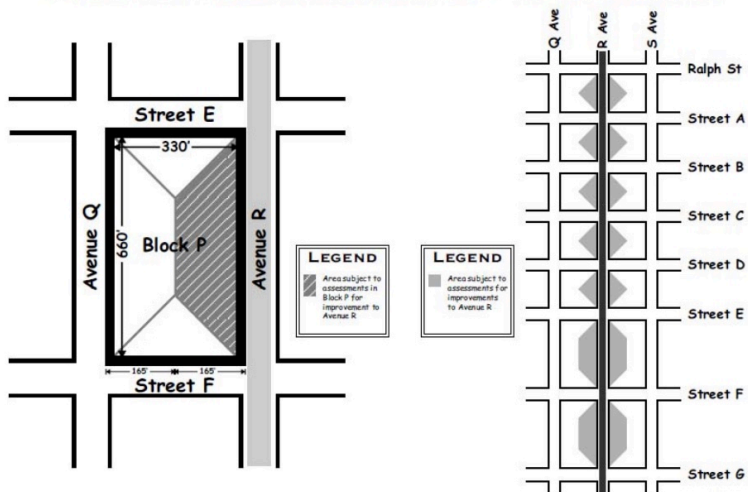 Street E
330'
660'
Avenue Q
Block P
Avenue R
165'
165'
Street F
LEGEND
Area subject to
assessments in
Block P for
improvement to
Avenue R
LEGEND
Area subject to
assessments for
improvements
to Avenue R
Q Ave
R Ave
S Ave
Ralph St
Street A
Street B
Street C
Street D
Street E
Street F
Street G